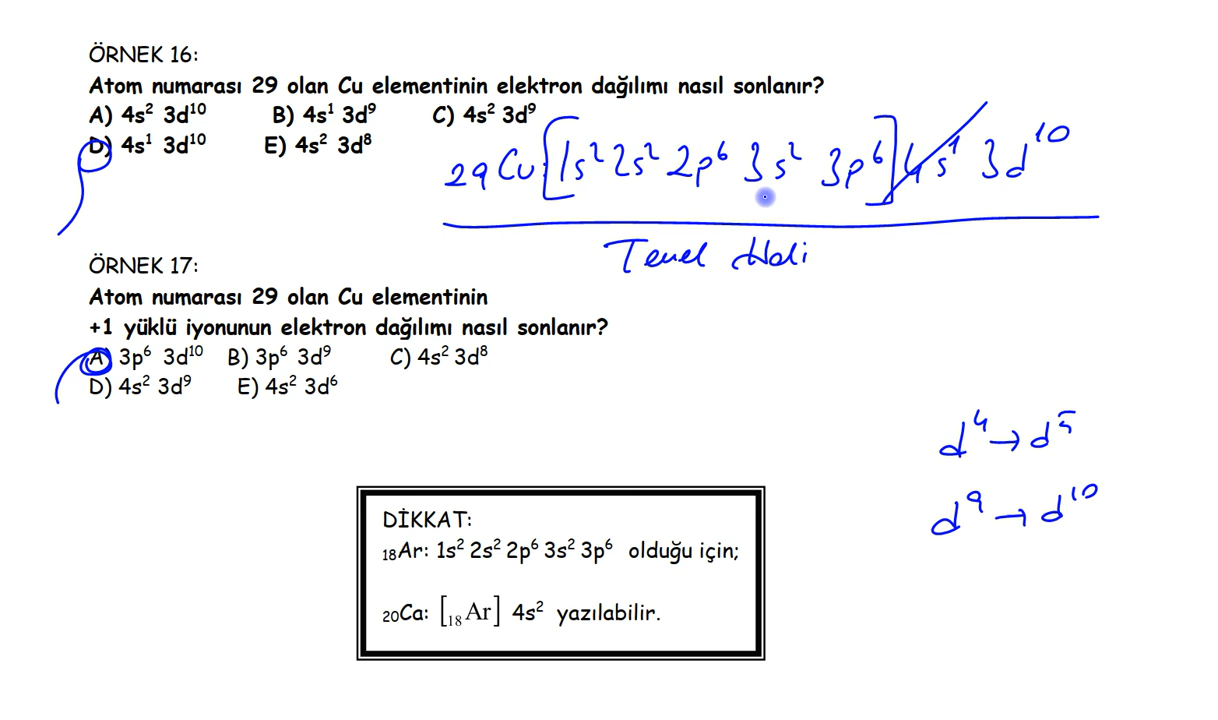 ÖRNEK 16:
Atom numarası 29 olan Cu elementinin elektron dağılımı nasıl sonlanır?
A) 4s² 3d¹⁰ B) 4s¹ 3d⁹ C) 4s² 3d⁹
D) 4s¹ 3d¹⁰ E) 4s² 3d⁸
29 Cu: [1s² 2s² 2p⁶ 3s² 3p⁶] 4s¹ 3d¹⁰
Temel Hali
ÖRNEK 17:
Atom numarası 29 olan Cu elementinin
+1 yüklü iyonunun elektron dağılımı nasıl sonlanır?
A) 3p⁶ 3d¹⁰ B) 3p⁶ 3d⁹ C) 4s² 3d⁸
D) 4s² 3d⁹ E) 4s² 3d⁶
d⁴ → d⁵
d⁹ → d¹⁰
DİKKAT:
₁₈Ar: 1s² 2s² 2p⁶ 3s² 3p⁶ olduğu için;
₂₀Ca: [₁₈Ar] 4s² yazılabilir.